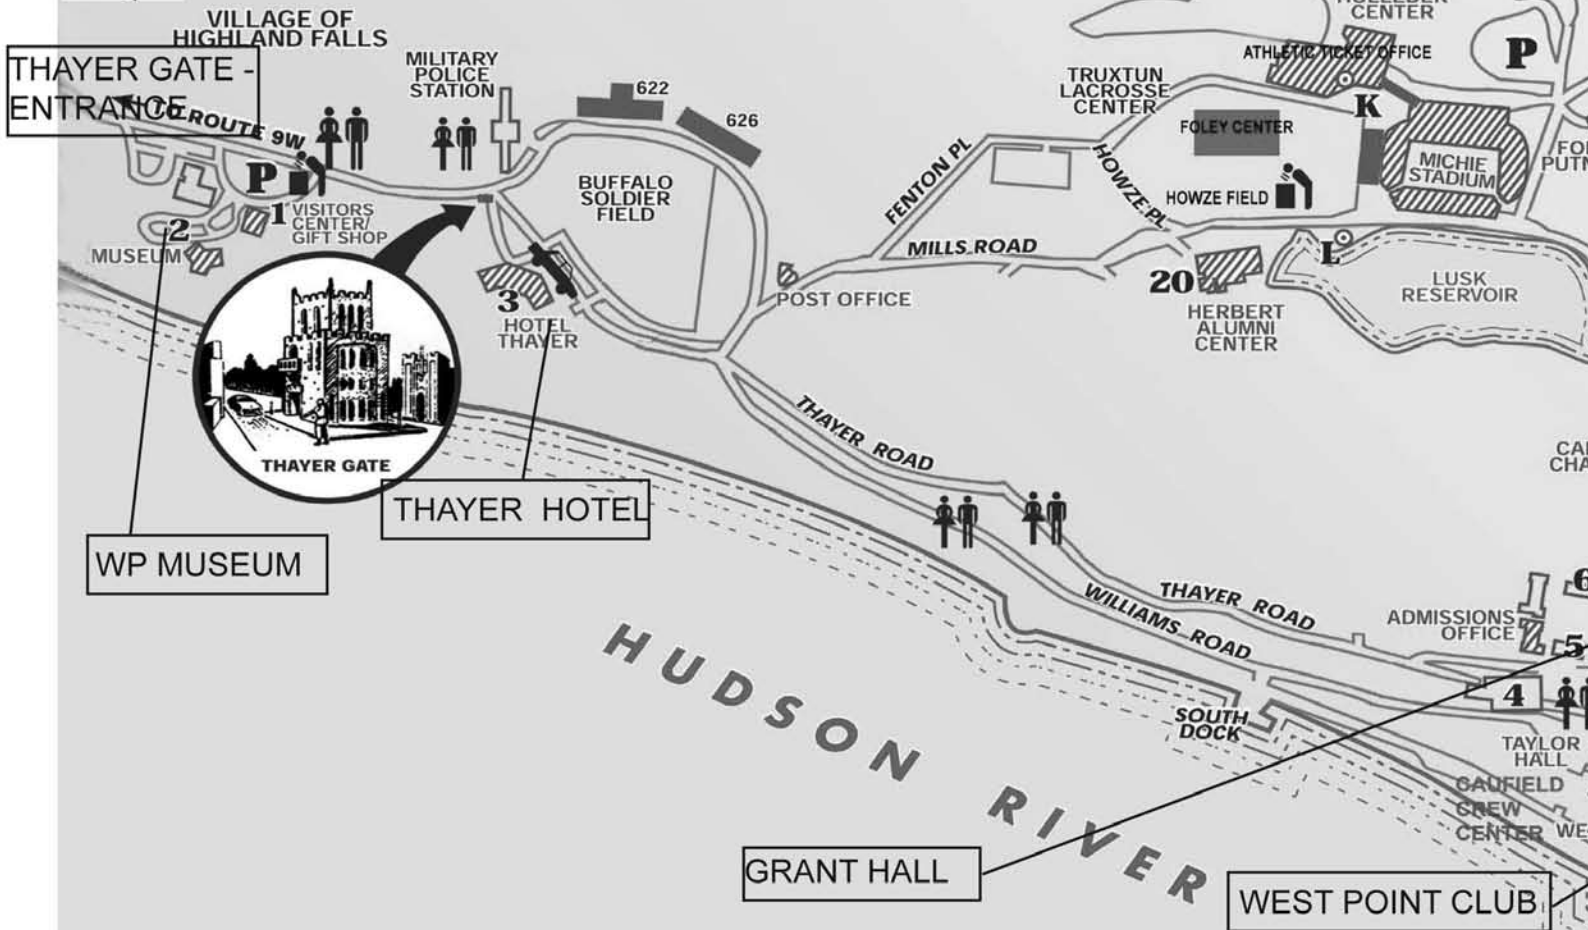 VILLAGE OF
HIGHLAND FALLS
THAYER GATE -
ENTRANCE
TO ROUTE 9W
MILITARY
POLICE
STATION
622
626
P
1
VISITORS
CENTER/
GIFT SHOP
2
MUSEUM
BUFFALO
SOLDIER
FIELD
3
HOTEL
THAYER
THAYER GATE
THAYER HOTEL
WP MUSEUM
POST OFFICE
FENTON PL
MILLS ROAD
HOWZE PL
TRUXTUN
LACROSSE
CENTER
CENTER
ATHLETIC TICKET OFFICE
P
K
FOLEY CENTER
HOWZE FIELD
MICHIE
STADIUM
L
20
HERBERT
ALUMNI
CENTER
LUSK
RESERVOIR
THAYER ROAD
THAYER ROAD
WILLIAMS ROAD
ADMISSIONS
OFFICE
6
5
4
SOUTH
DOCK
TAYLOR
HALL
CAUFIELD
CREW
CENTER
HUDSON RIVER
GRANT HALL
WEST POINT CLUB